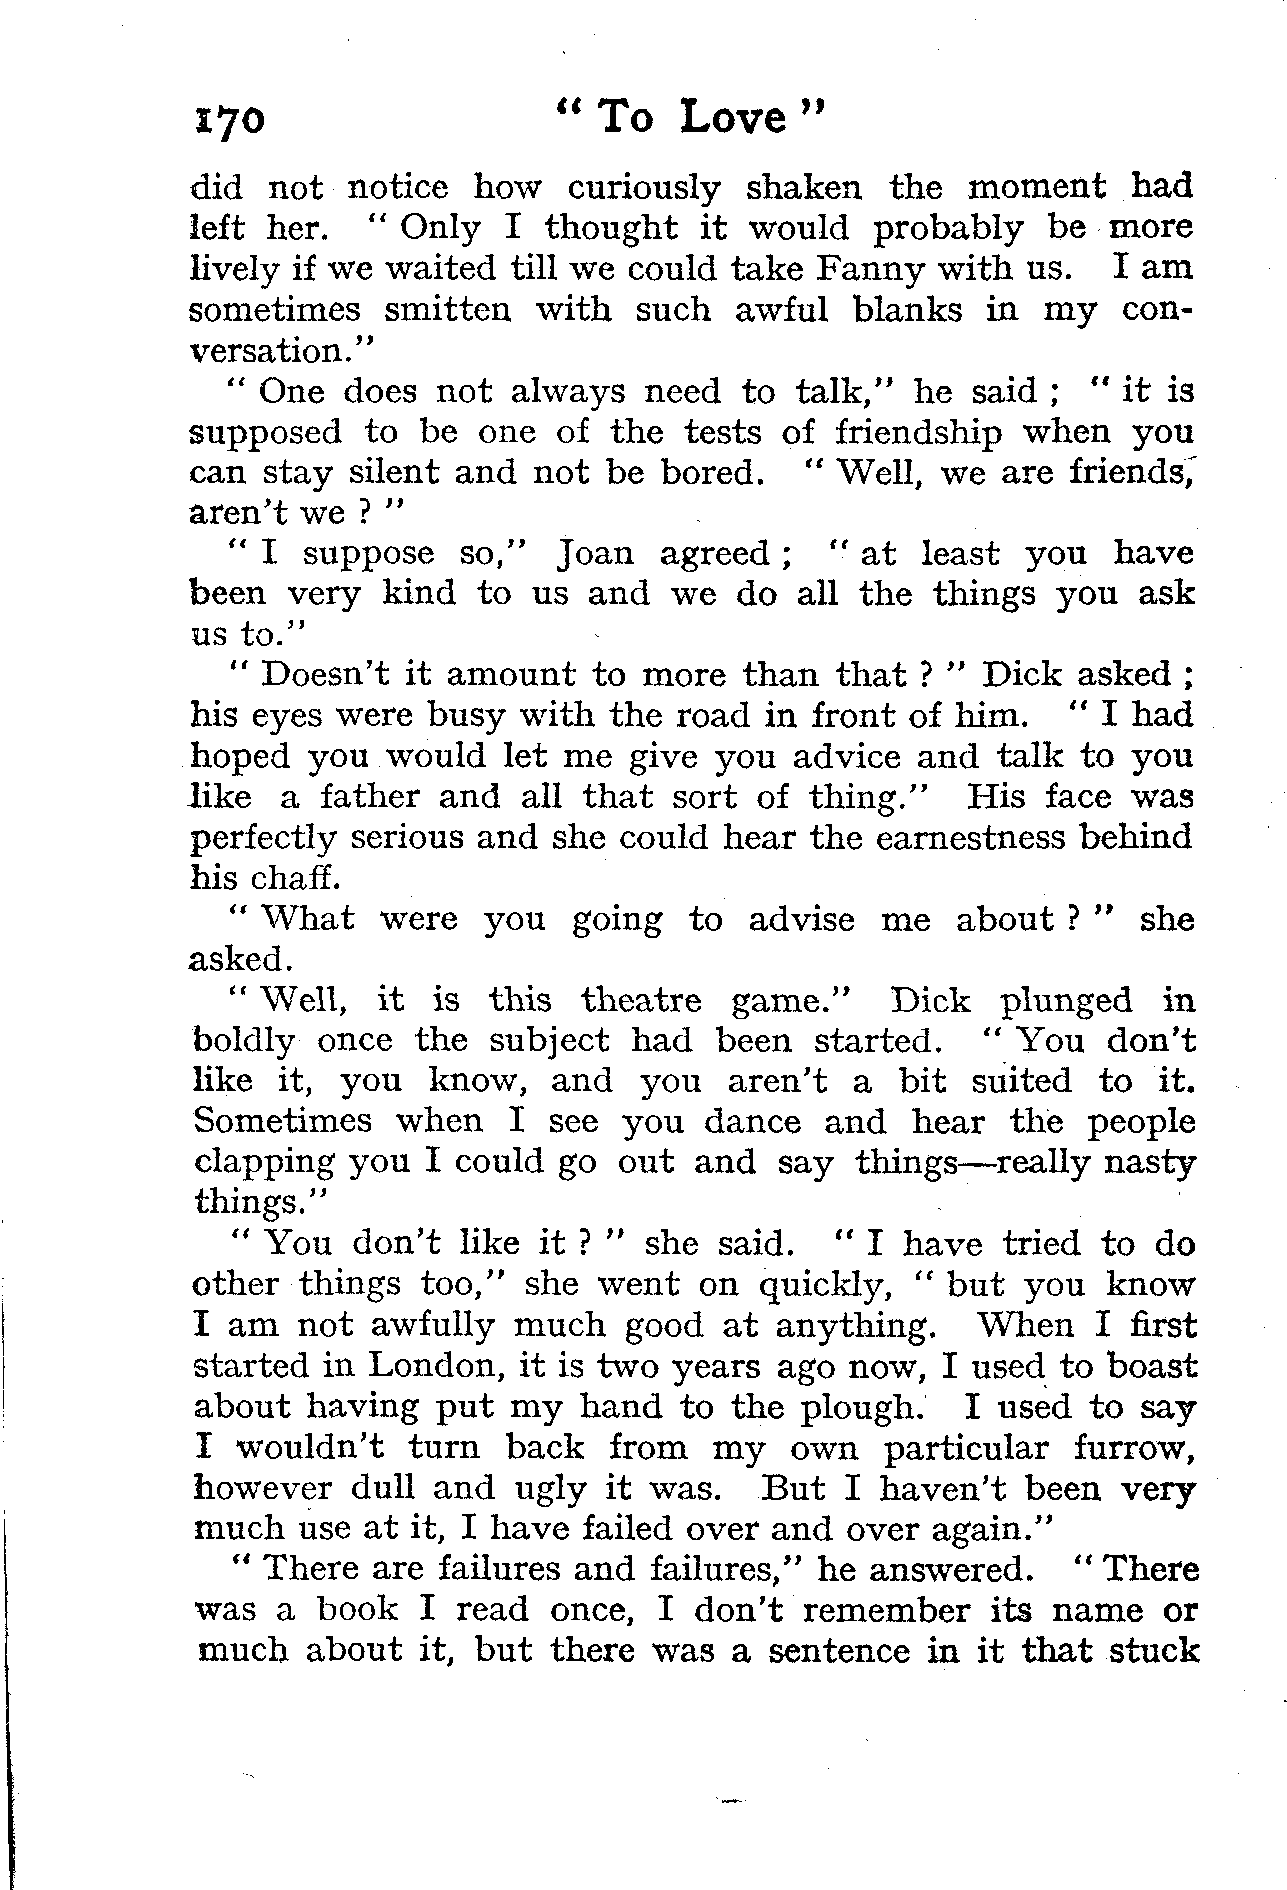 170 " To Love "
did not notice how curiously shaken the moment had
left her. " Only I thought it would probably be more
lively if we waited till we could take Fanny with us. I am
sometimes smitten with such awful blanks in my con-
versation."
" One does not always need to talk," he said ; " it is
supposed to be one of the tests of friendship when you
can stay silent and not be bored. " Well, we are friends,
aren't we ? "
" I suppose so," Joan agreed ; " at least you have
been very kind to us and we do all the things you ask
us to."
" Doesn't it amount to more than that ? " Dick asked ;
his eyes were busy with the road in front of him. " I had
hoped you would let me give you advice and talk to you
like a father and all that sort of thing." His face was
perfectly serious and she could hear the earnestness behind
his chaff.
" What were you going to advise me about ? " she
asked.
" Well, it is this theatre game." Dick plunged in
boldly once the subject had been started. " You don't
like it, you know, and you aren't a bit suited to it.
Sometimes when I see you dance and hear the people
clapping you I could go out and say things—really nasty
things."
" You don't like it ? " she said. " I have tried to do
other things too," she went on quickly, " but you know
I am not awfully much good at anything. When I first
started in London, it is two years ago now, I used to boast
about having put my hand to the plough. I used to say
I wouldn't turn back from my own particular furrow,
however dull and ugly it was. But I haven't been very
much use at it, I have failed over and over again."
" There are failures and failures," he answered. " There
was a book I read once, I don't remember its name or
much about it, but there was a sentence in it that stuck